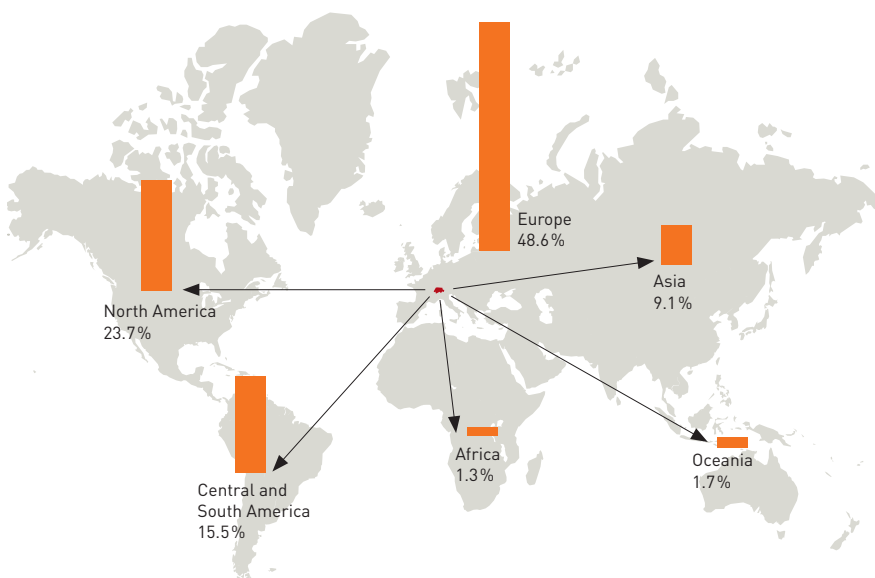 Europe
48.6%
Asia
9.1%
North America
23.7%
Africa
1.3%
Oceania
1.7%
Central and
South America
15.5%